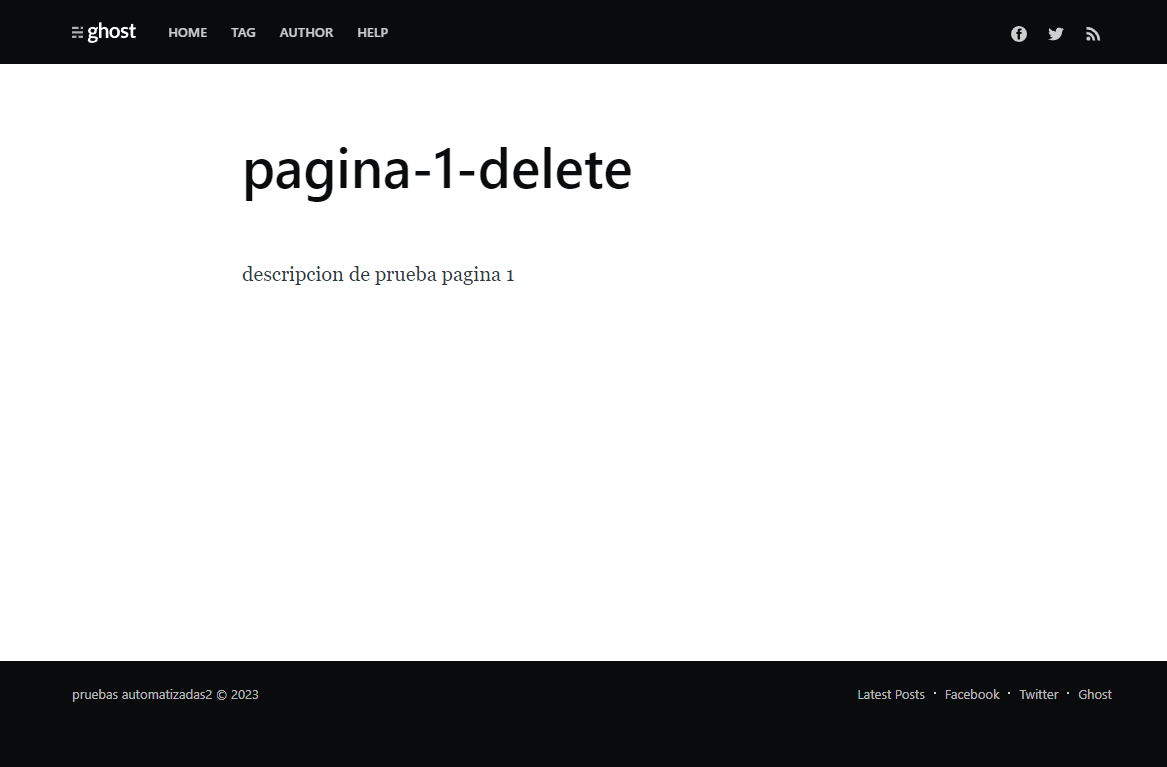 ghost HOME TAG AUTHOR HELP
pagina-1-delete
descripcion de prueba pagina 1
pruebas automatizadas2 © 2023 Latest Posts · Facebook · Twitter · Ghost